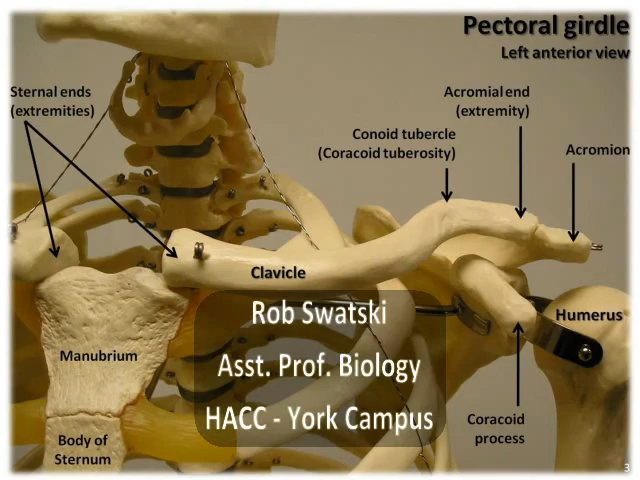 Pectoral girdle
Left anterior view
Sternal ends
(extremities)
Acromial end
(extremity)
Conoid tubercle
(Coracoid tuberosity)
Acromion
Clavicle
Rob Swatski
Asst. Prof. Biology
HACC - York Campus
Humerus
Manubrium
Coracoid
process
Body of
Sternum
3